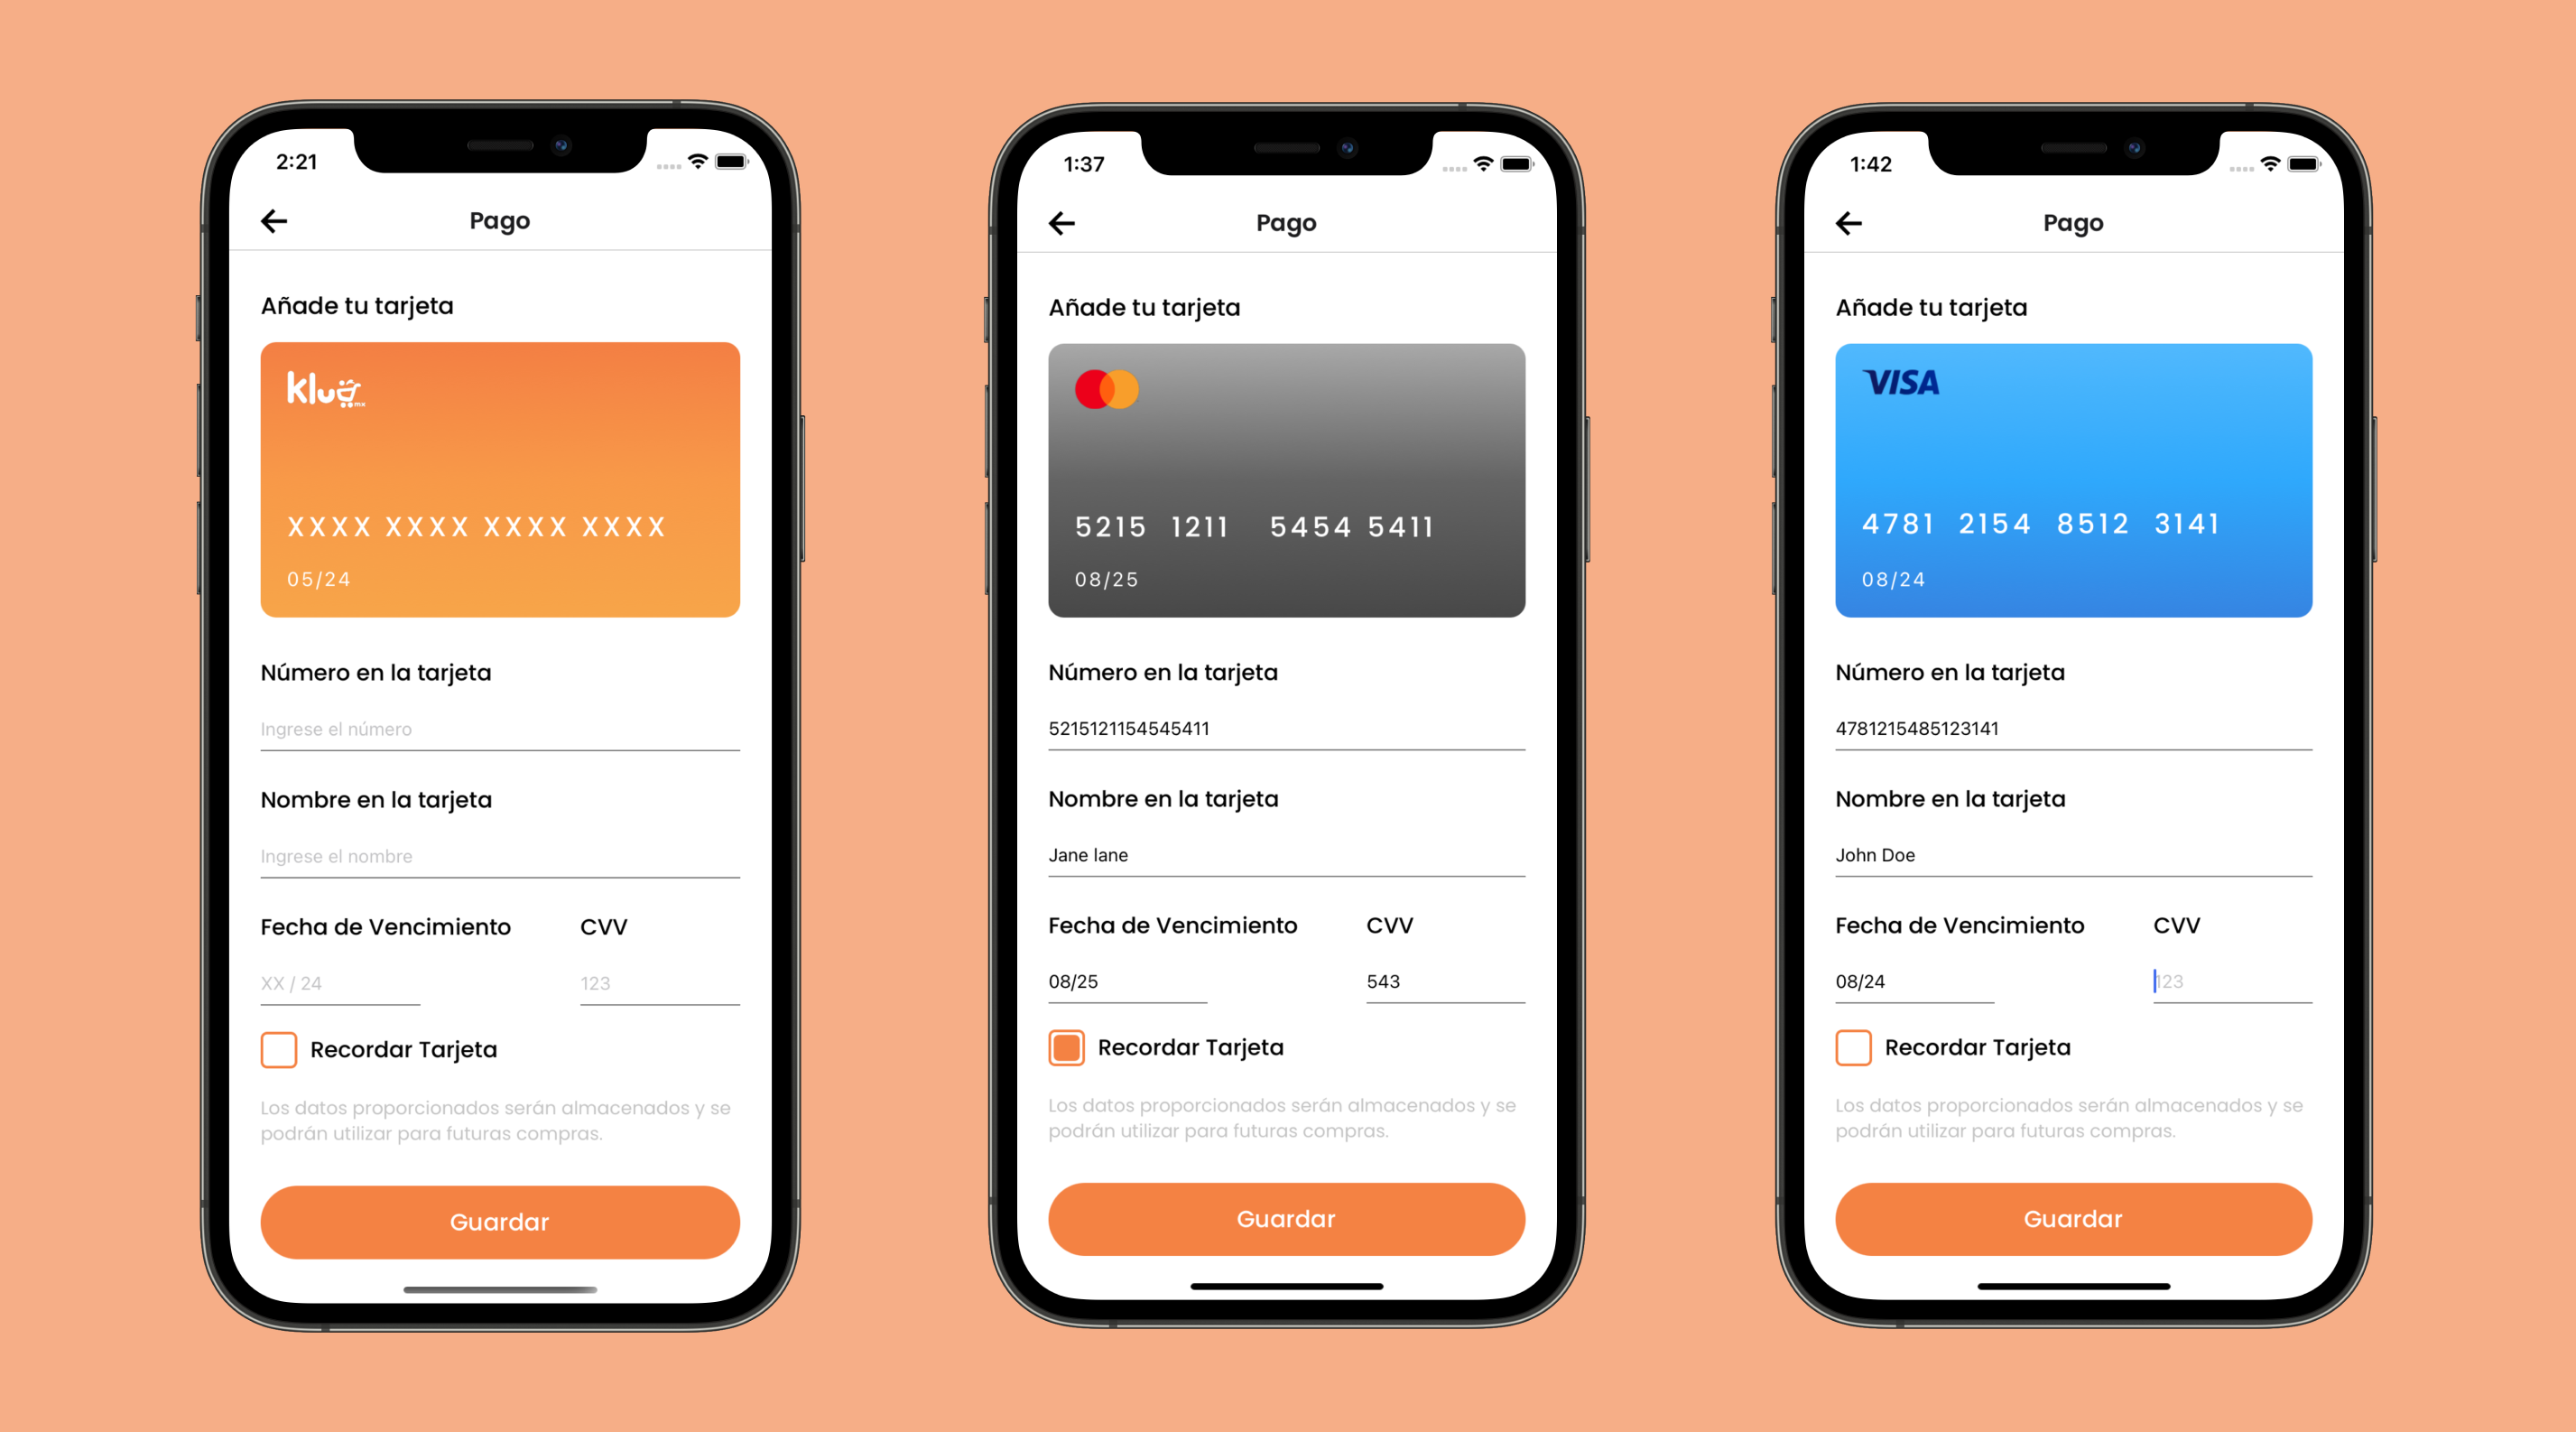 2:21
Pago
Añade tu tarjeta
klu
mx
XXXX XXXX XXXX XXXX
05/24
Número en la tarjeta
Ingrese el número
Nombre en la tarjeta
Ingrese el nombre
Fecha de Vencimiento CVV
XX / 24 123
Recordar Tarjeta
Los datos proporcionados serán almacenados y se
podrán utilizar para futuras compras.
Guardar
1:37
Pago
Añade tu tarjeta
5215 1211 5454 5411
08/25
Número en la tarjeta
5215121154545411
Nombre en la tarjeta
Jane lane
Fecha de Vencimiento CVV
08/25 543
Recordar Tarjeta
Los datos proporcionados serán almacenados y se
podrán utilizar para futuras compras.
Guardar
1:42
Pago
Añade tu tarjeta
VISA
4781 2154 8512 3141
08/24
Número en la tarjeta
4781215485123141
Nombre en la tarjeta
John Doe
Fecha de Vencimiento CVV
08/24 123
Recordar Tarjeta
Los datos proporcionados serán almacenados y se
podrán utilizar para futuras compras.
Guardar